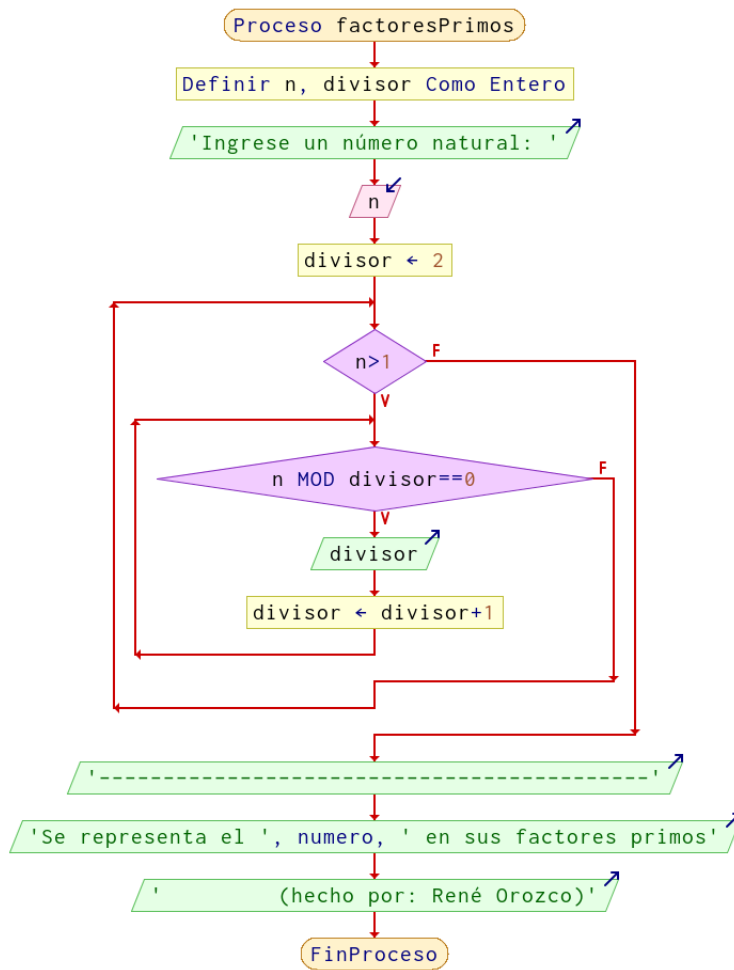 Proceso factoresPrimos
Definir n, divisor Como Entero
'Ingrese un número natural: '
n
divisor ← 2
n>1
F
V
n MOD divisor==0
F
V
divisor
divisor ← divisor+1
'-------------------------------------------'
'Se representa el ', numero, ' en sus factores primos'
'         (hecho por: René Orozco)'
FinProceso